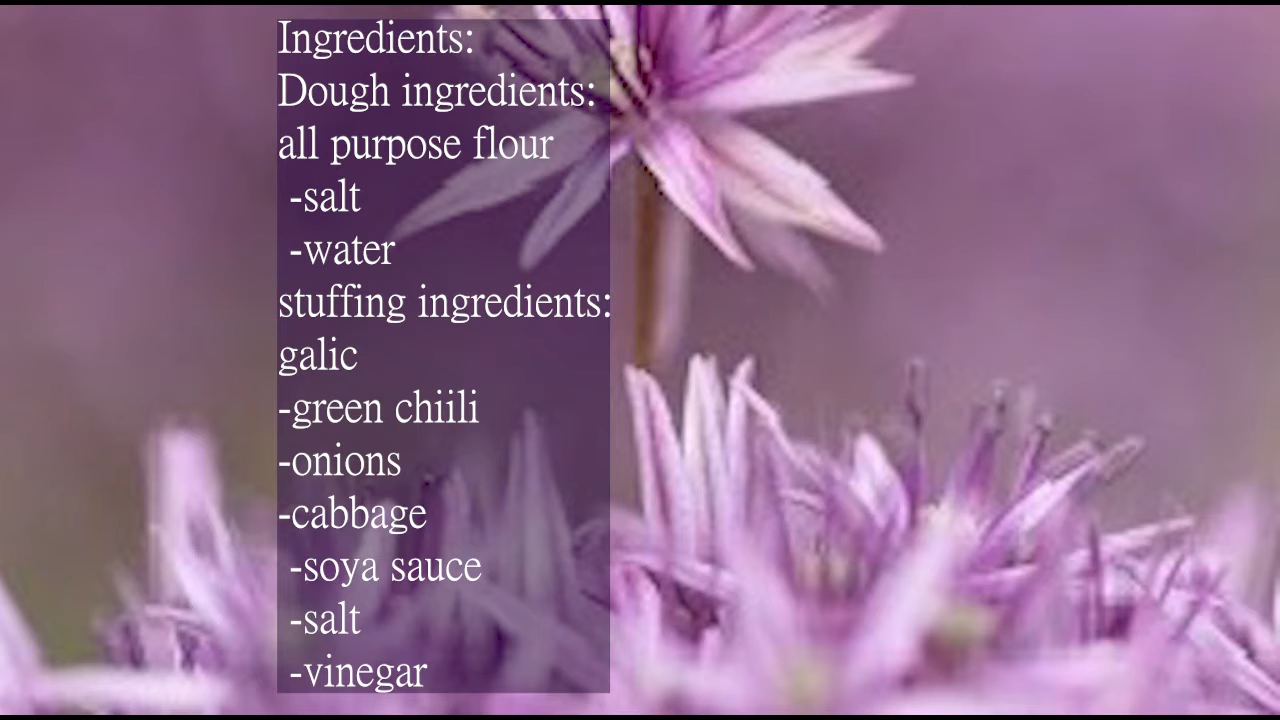 Ingredients:
Dough ingredients:
all purpose flour
-salt
-water
stuffing ingredients:
galic
-green chiili
-onions
-cabbage
-soya sauce
-salt
-vinegar